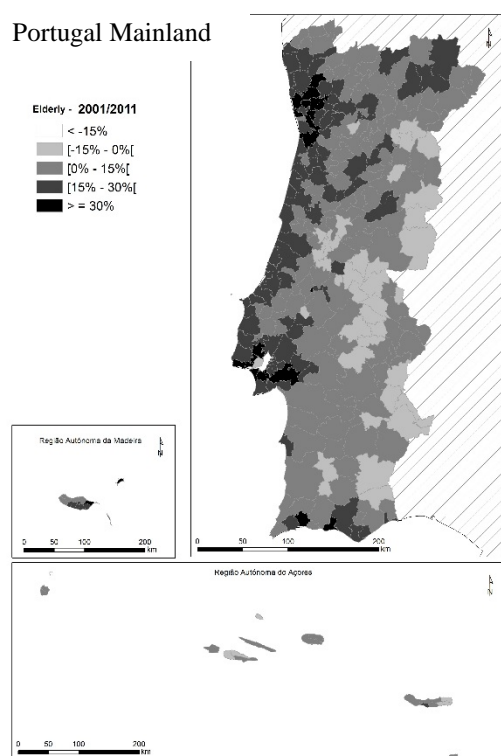 Portugal Mainland
N
Elderly - 2001/2011
< -15%
[-15% - 0%[
[0% - 15%[
[15% - 30%[
> = 30%
Região Autónoma da Madeira
N
0 50 100 200
km
0 50 100 200
km
Região Autónoma do Açores
N
0 50 100 200
km